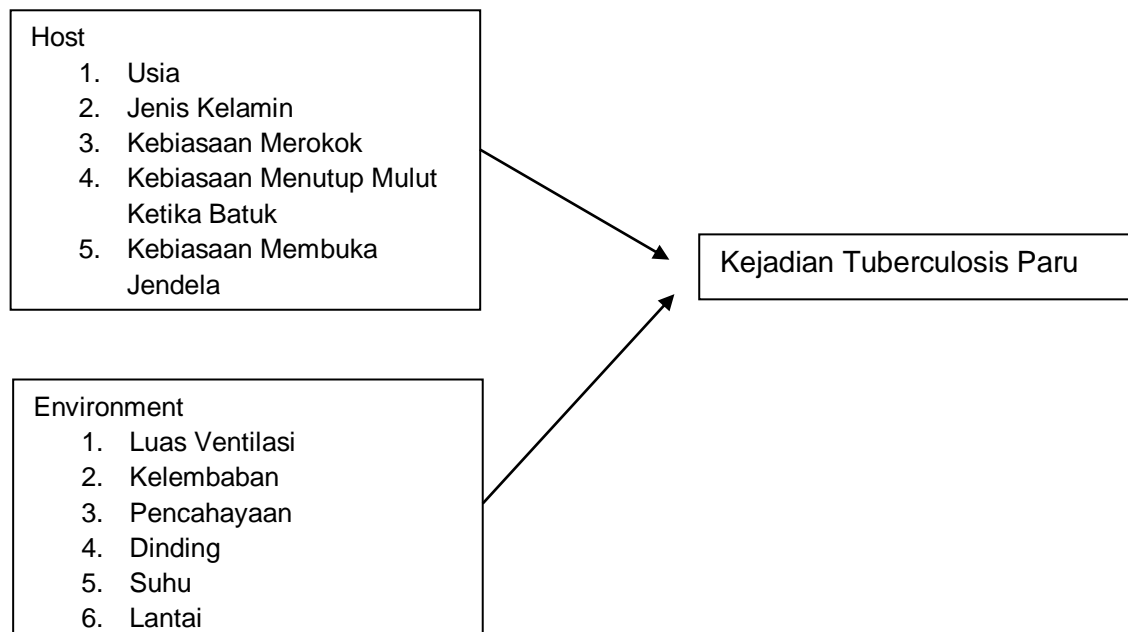 Host
1. Usia
2. Jenis Kelamin
3. Kebiasaan Merokok
4. Kebiasaan Menutup Mulut
Ketika Batuk
5. Kebiasaan Membuka
Jendela
Kejadian Tuberculosis Paru
Environment
1. Luas Ventilasi
2. Kelembaban
3. Pencahayaan
4. Dinding
5. Suhu
6. Lantai